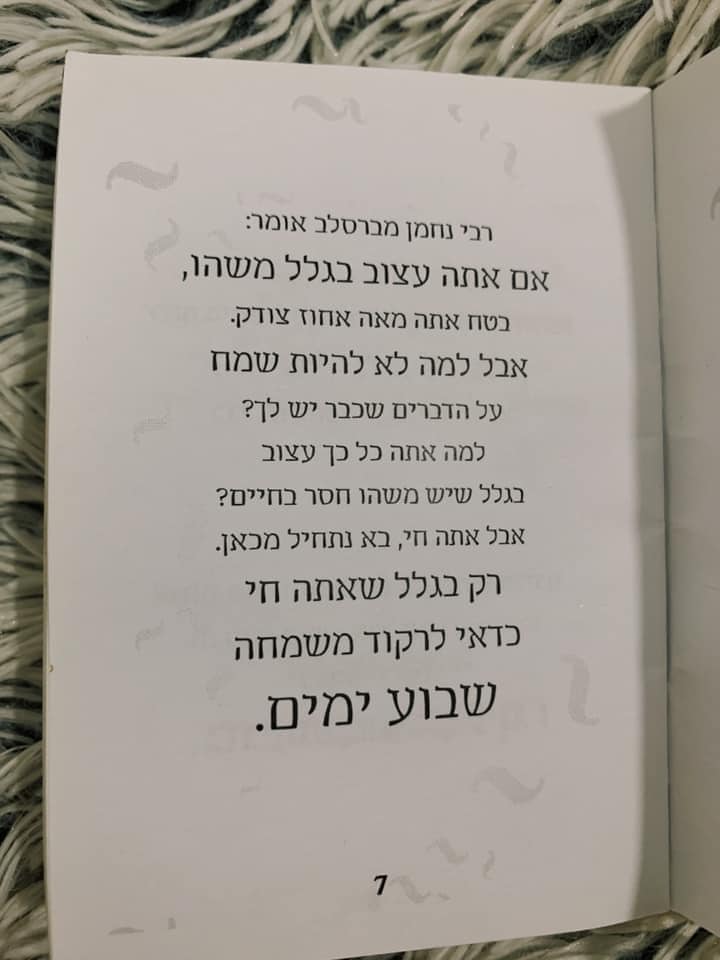 רבי נחמן מברסלב אומר:
אם אתה עצוב בגלל משהו,
בטח אתה מאה אחוז צודק.
אבל למה לא להיות שמח
על הדברים שכבר יש לך?
למה אתה כל כך עצוב
בגלל שיש משהו חסר בחיים?
אבל אתה חי, בא נתחיל מכאן.
רק בגלל שאתה חי
כדאי לרקוד משמחה
שבוע ימים.
7